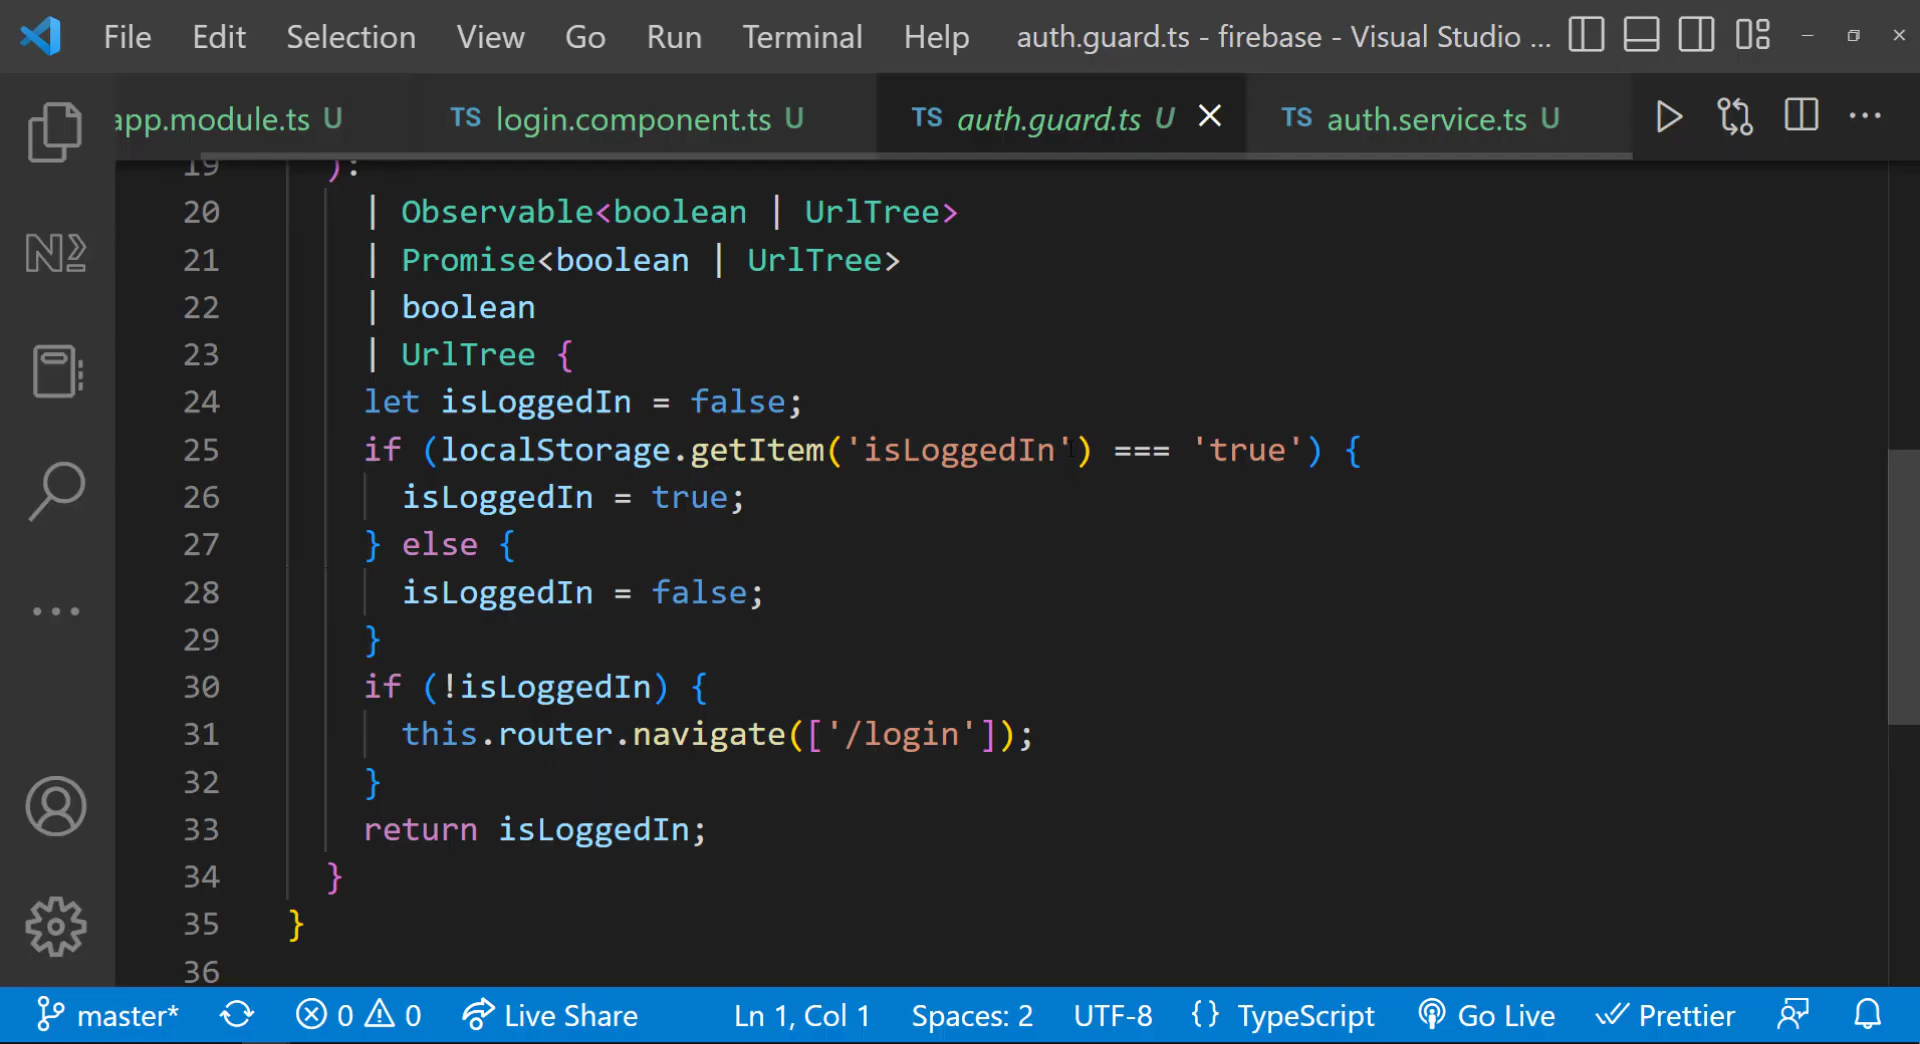 File Edit Selection View Go Run Terminal Help auth.guard.ts - firebase - Visual Studio ...
app.module.ts U TS login.component.ts U TS auth.guard.ts U TS auth.service.ts U
19 ):
20 | Observable<boolean | UrlTree>
21 | Promise<boolean | UrlTree>
22 | boolean
23 | UrlTree {
24 let isLoggedIn = false;
25 if (localStorage.getItem('isLoggedIn') === 'true') {
26 isLoggedIn = true;
27 } else {
28 isLoggedIn = false;
29 }
30 if (!isLoggedIn) {
31 this.router.navigate(['/login']);
32 }
33 return isLoggedIn;
34 }
35 }
36
master* 0 0 Live Share Ln 1, Col 1 Spaces: 2 UTF-8 {} TypeScript Go Live Prettier